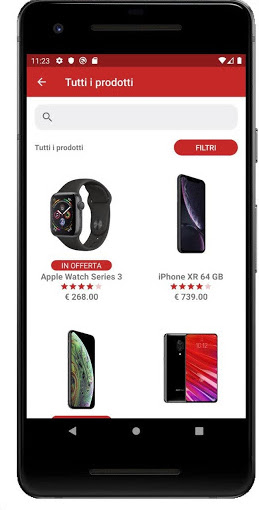 11:23
Tutti i prodotti
Tutti i prodotti
FILTRI
IN OFFERTA
Apple Watch Series 3
iPhone XR 64 GB
€ 268.00
€ 739.00